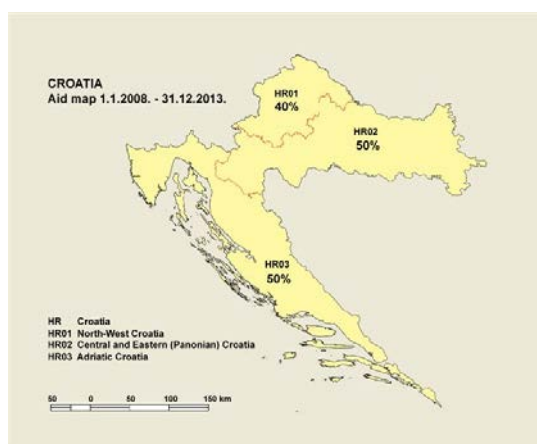 CROATIA
Aid map 1.1.2008. - 31.12.2013.
HR01
40%
HR02
50%
HR03
50%
HR Croatia
HR01 North-West Croatia
HR02 Central and Eastern (Panonian) Croatia
HR03 Adriatic Croatia
50 0 50 100 150 km